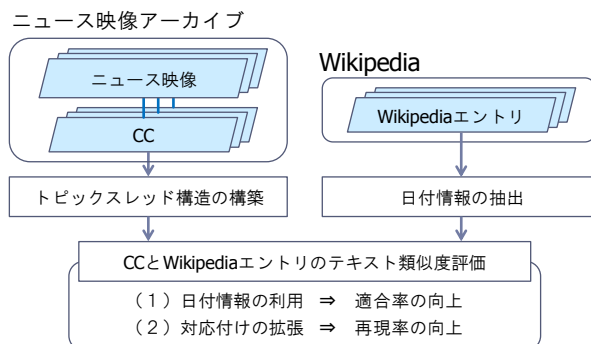 ニュース映像アーカイブ
ニュース映像
CC
トピックスレッド構造の構築
Wikipedia
Wikipediaエントリ
日付情報の抽出
CCとWikipediaエントリのテキスト類似度評価
（１）日付情報の利用 ⇒ 適合率の向上
（２）対応付けの拡張 ⇒ 再現率の向上